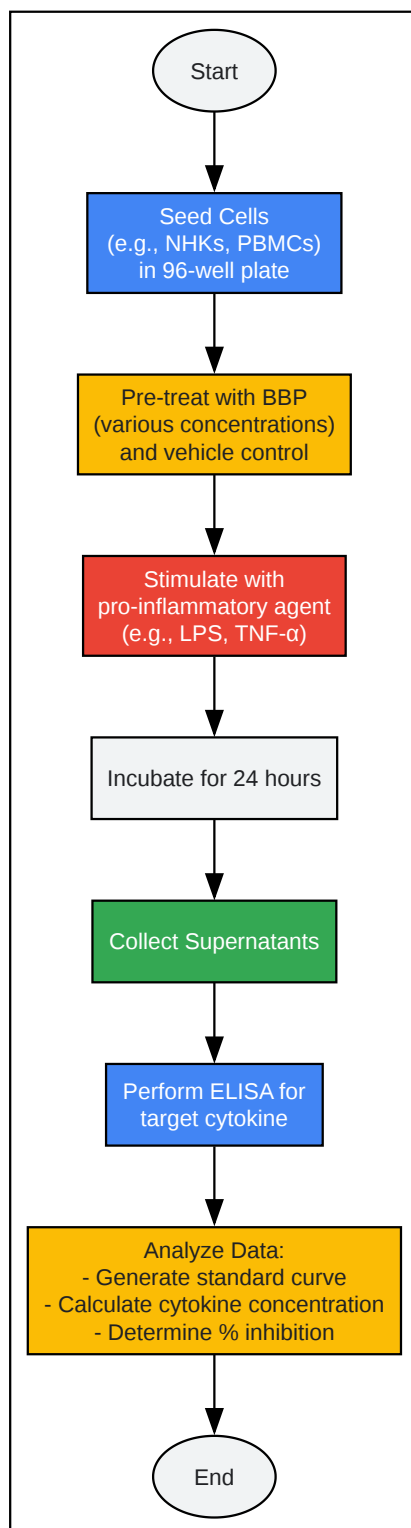 Start
Seed Cells
(e.g., NHKs, PBMCs)
in 96-well plate
Pre-treat with BBP
(various concentrations)
and vehicle control
Stimulate with
pro-inflammatory agent
(e.g., LPS, TNF-α)
Incubate for 24 hours
Collect Supernatants
Perform ELISA for
target cytokine
Analyze Data:
- Generate standard curve
- Calculate cytokine concentration
- Determine % inhibition
End